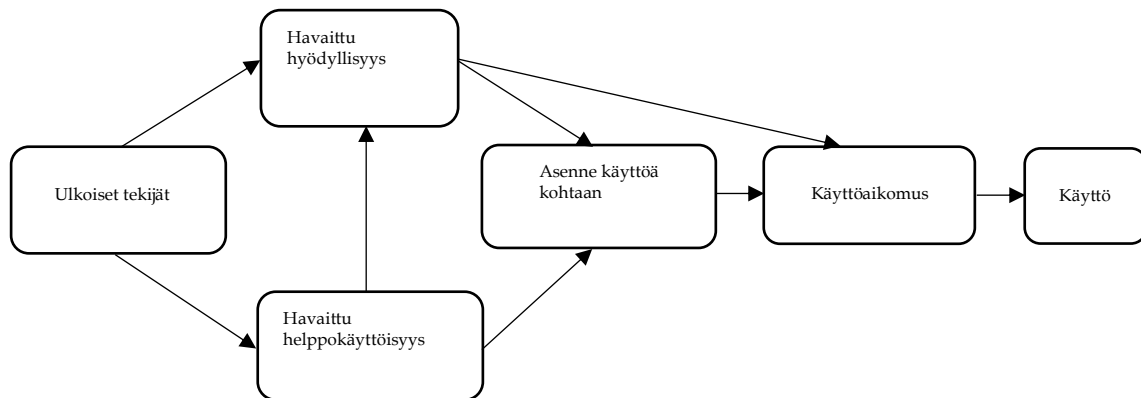 Havaittu
hyödyllisyys
Ulkoiset tekijät
Asenne käyttöä
kohtaan
Käyttöaikomus
Käyttö
Havaittu
helppokäyttöisyys